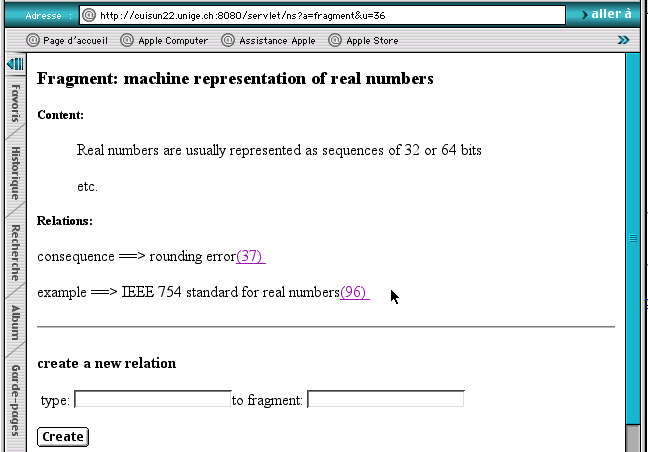 Adresse : @ http://cuisun22.unige.ch:8080/servlet/ns?a=fragment&u=36 aller à
@ Page d'accueil @ Apple Computer @ Assistance Apple @ Apple Store
Favoris
Historique
Recherche
Album
Garde-pages
Fragment: machine representation of real numbers
Content:
Real numbers are usually represented as sequences of 32 or 64 bits
etc.
Relations:
consequence ==> rounding error(37)
example ==> IEEE 754 standard for real numbers(96)
create a new relation
type: to fragment:
Create